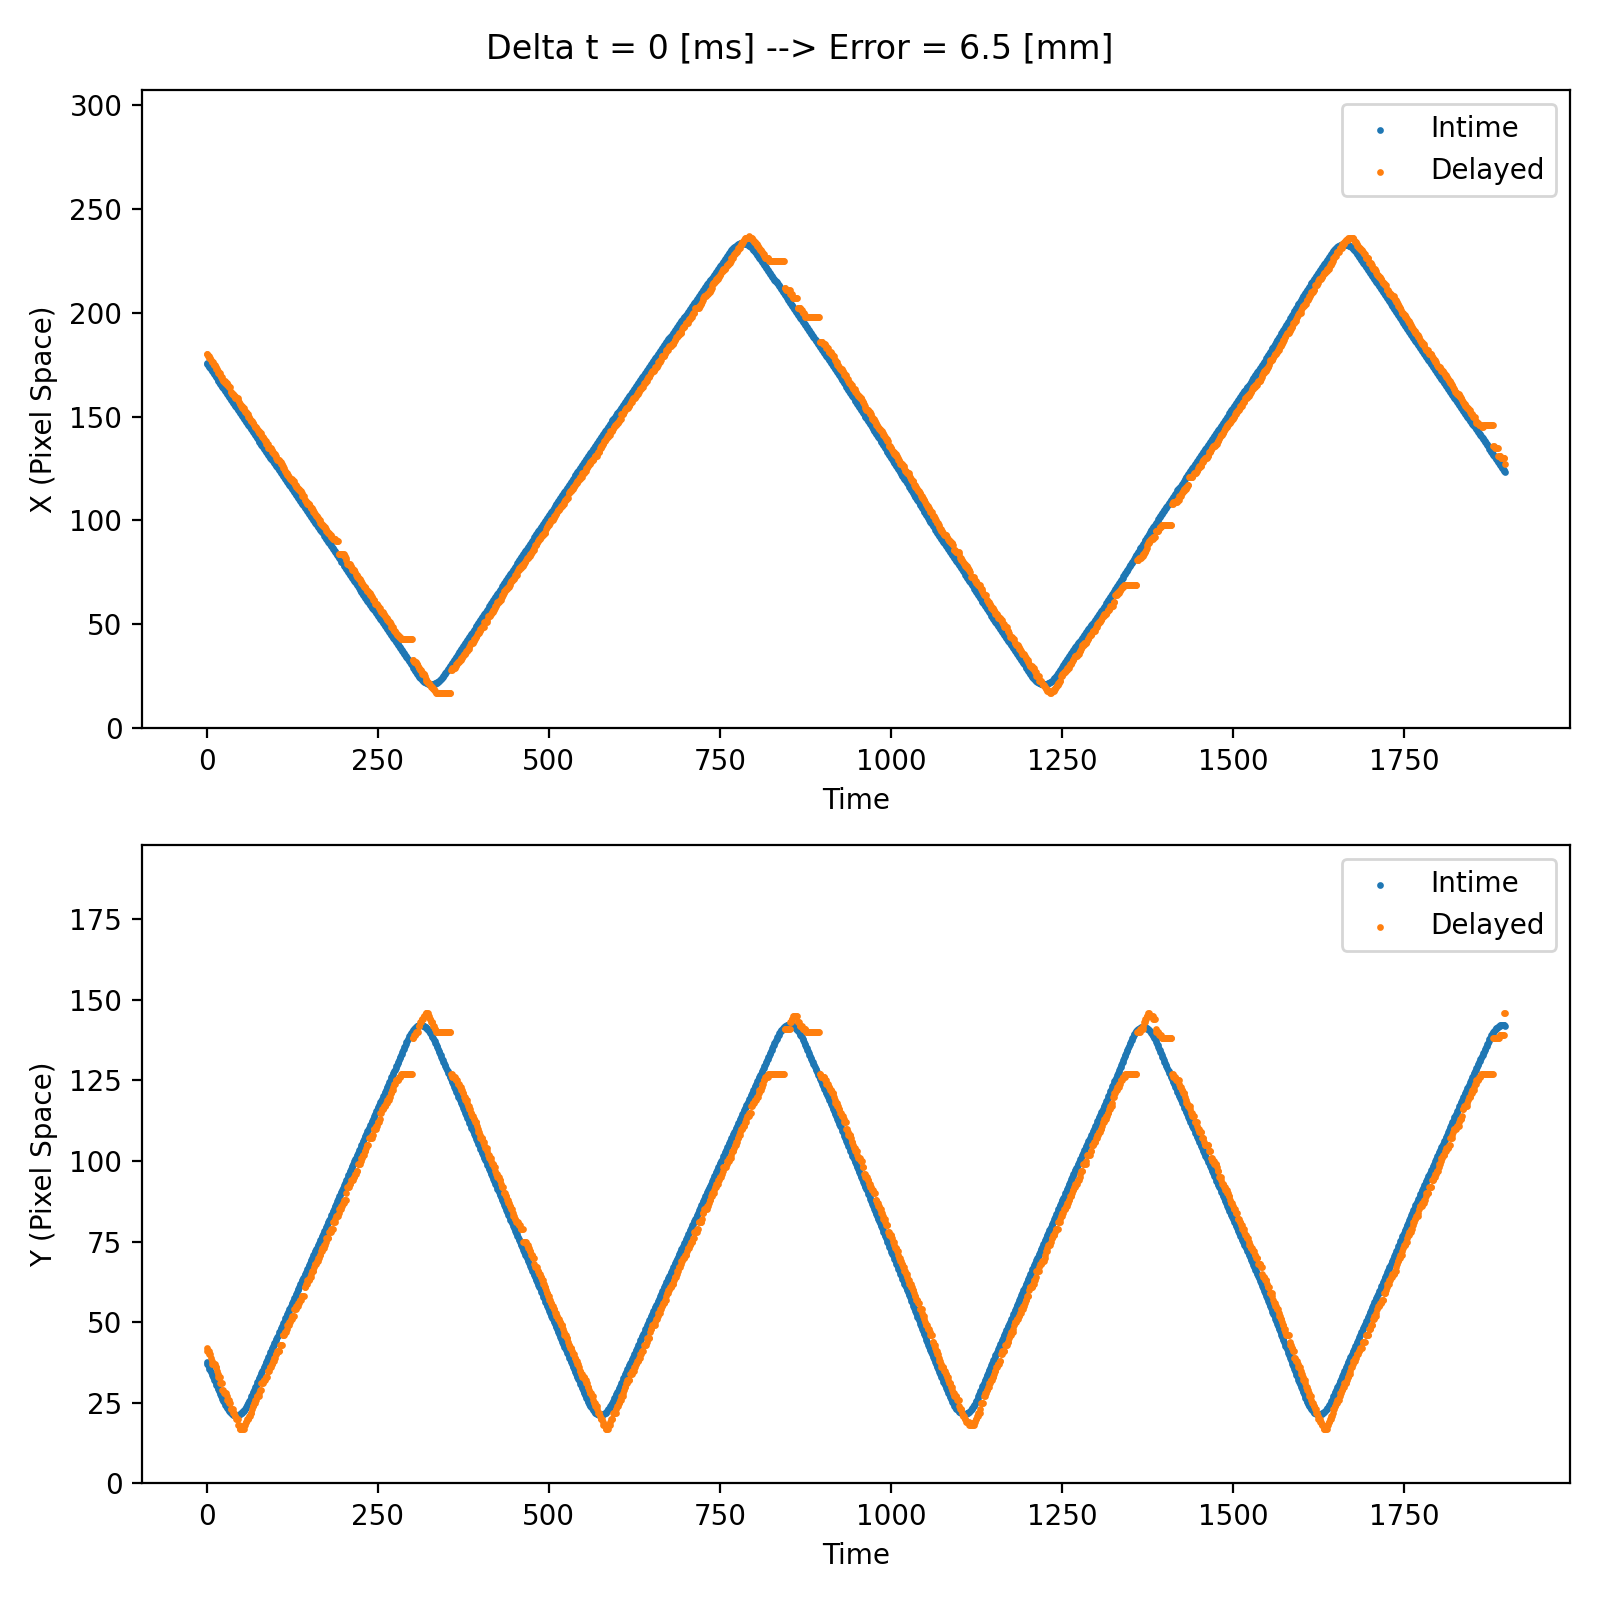 Delta t = 0 [ms] --> Error = 6.5 [mm]
300
250
200
150
100
50
0
X (Pixel Space)
Intime
Delayed
0 250 500 750 1000 1250 1500 1750
Time
175
150
125
100
75
50
25
0
Y (Pixel Space)
Intime
Delayed
0 250 500 750 1000 1250 1500 1750
Time